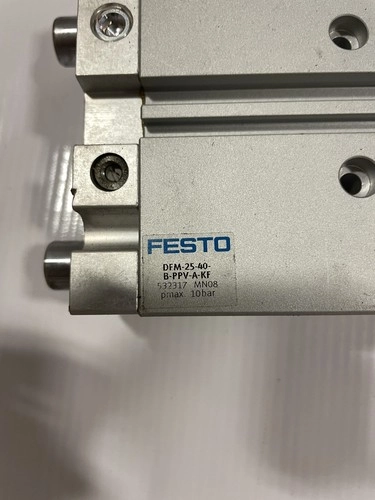 FESTO
DFM-25-40-
B-PPV-A-KF
532317 MN08
pmax. 10bar